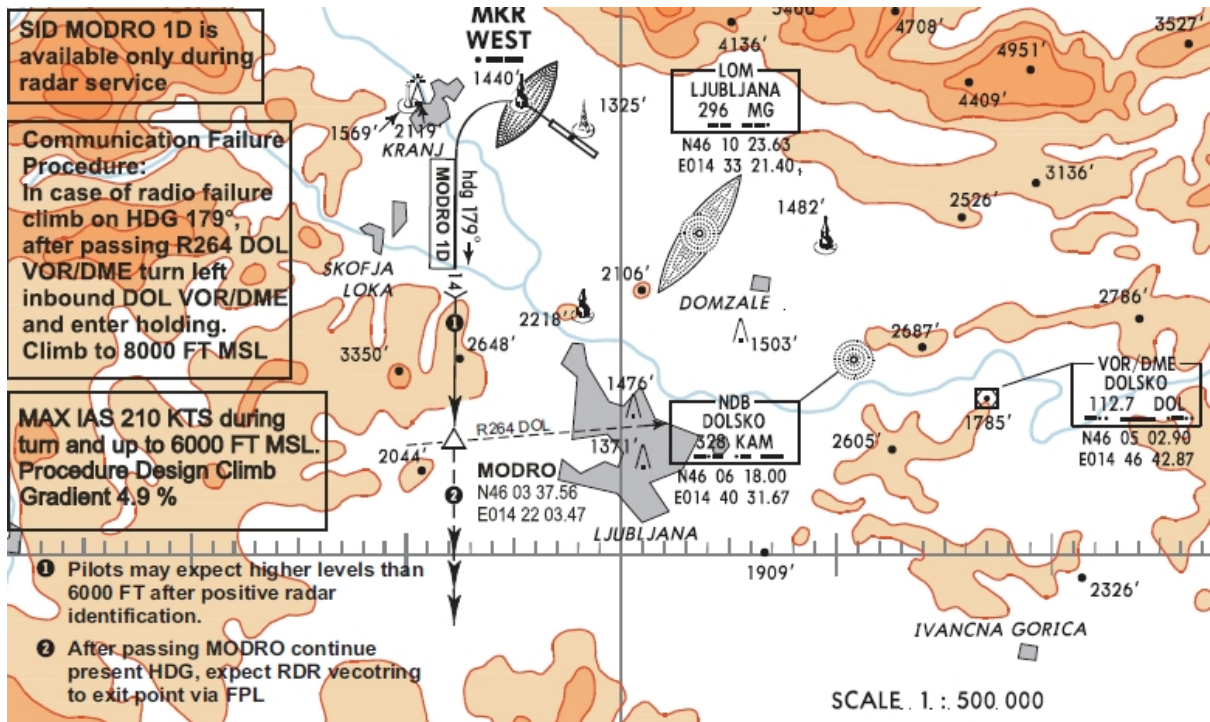 SID MODRO 1D is
available only during
radar service
Communication Failure
Procedure:
In case of radio failure
climb on HDG 179°,
after passing R264 DOL
VOR/DME turn left
inbound DOL VOR/DME
and enter holding.
Climb to 8000 FT MSL
MAX IAS 210 KTS during
turn and up to 6000 FT MSL.
Procedure Design Climb
Gradient 4.9 %
MKR
WEST
1440'
1325'
1569'
2119'
KRANJ
MODRO 1D
hdg 179°
14
SKOFJA
LOKA
4136'
4708'
4951'
3527'
4409'
LOM
LJUBLJANA
296 MG
N46 10 23.63
E014 33 21.40
3136'
2526'
1482'
2106'
DOMZALE
2218'
1503'
2687'
2786'
1
2648'
3350'
1476'
1371'
R264 DOL
2044'
MODRO
N46 03 37.56
E014 22 03.47
2
NDB
DOLSKO
328 KAM
N46 06 18.00
E014 40 31.67
LJUBLJANA
VOR/DME
DOLSKO
112.7 DOL
N46 05 02.90
E014 46 42.87
1785'
2605'
1909'
2326'
IVANCNA GORICA
1 Pilots may expect higher levels than
6000 FT after positive radar
identification.
2 After passing MODRO continue
present HDG, expect RDR vecotring
to exit point via FPL
SCALE 1 : 500 000